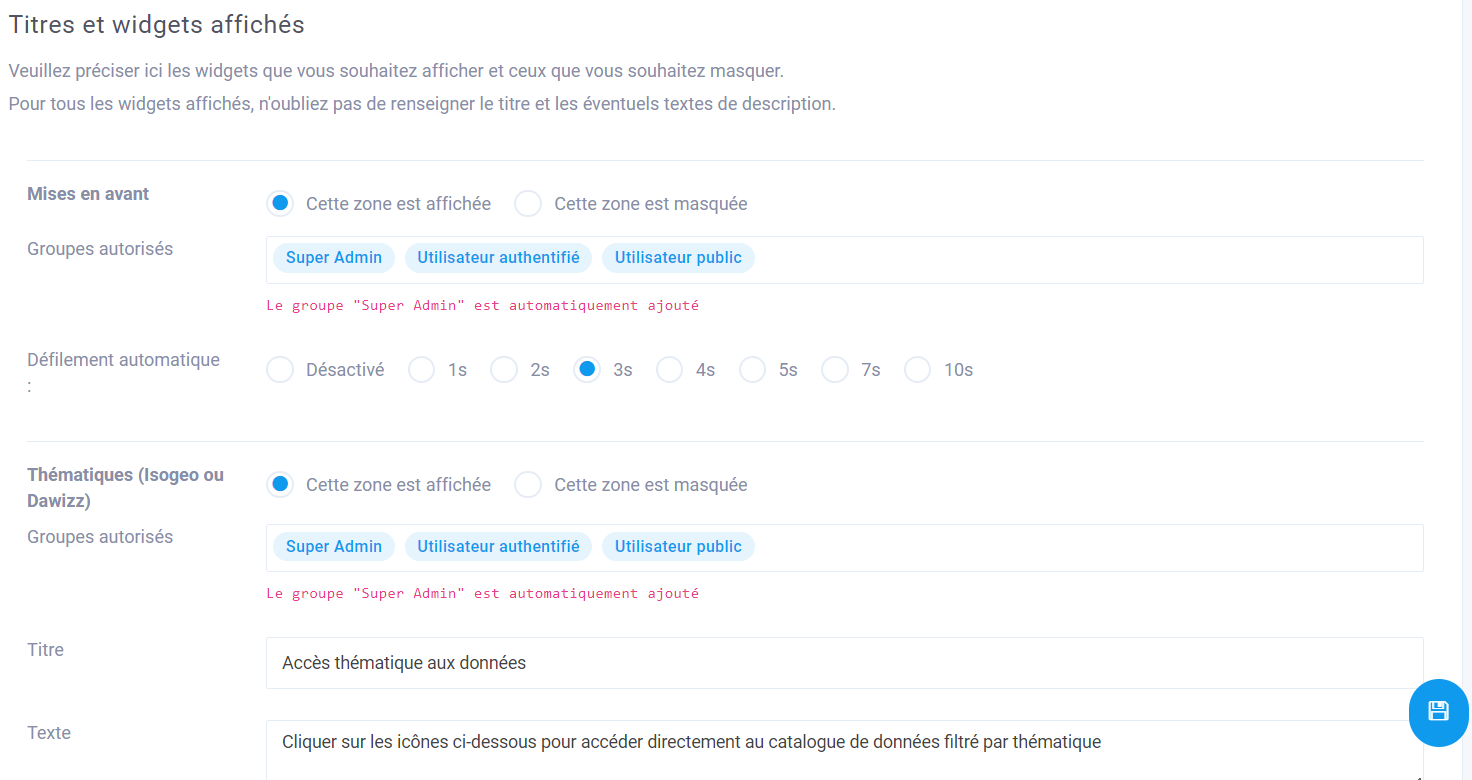 Titres et widgets affichés
Veuillez préciser ici les widgets que vous souhaitez afficher et ceux que vous souhaitez masquer.
Pour tous les widgets affichés, n'oubliez pas de renseigner le titre et les éventuels textes de description.
Mises en avant
Cette zone est affichée Cette zone est masquée
Groupes autorisés
Super Admin Utilisateur authentifié Utilisateur public
Le groupe "Super Admin" est automatiquement ajouté
Défilement automatique
:
Désactivé 1s 2s 3s 4s 5s 7s 10s
Thématiques (Isogeo ou
Dawizz)
Cette zone est affichée Cette zone est masquée
Groupes autorisés
Super Admin Utilisateur authentifié Utilisateur public
Le groupe "Super Admin" est automatiquement ajouté
Titre
Accès thématique aux données
Texte
Cliquer sur les icônes ci-dessous pour accéder directement au catalogue de données filtré par thématique